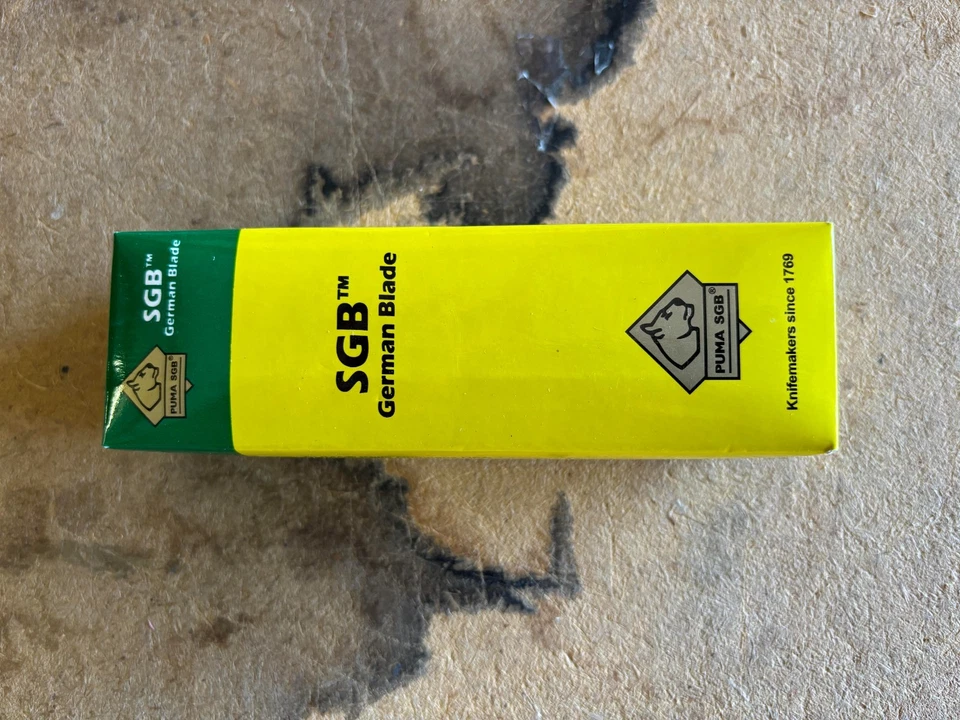 SGB™
German Blade
PUMA SGB®
SGB™
German Blade
PUMA SGB®
Knifemakers since 1769